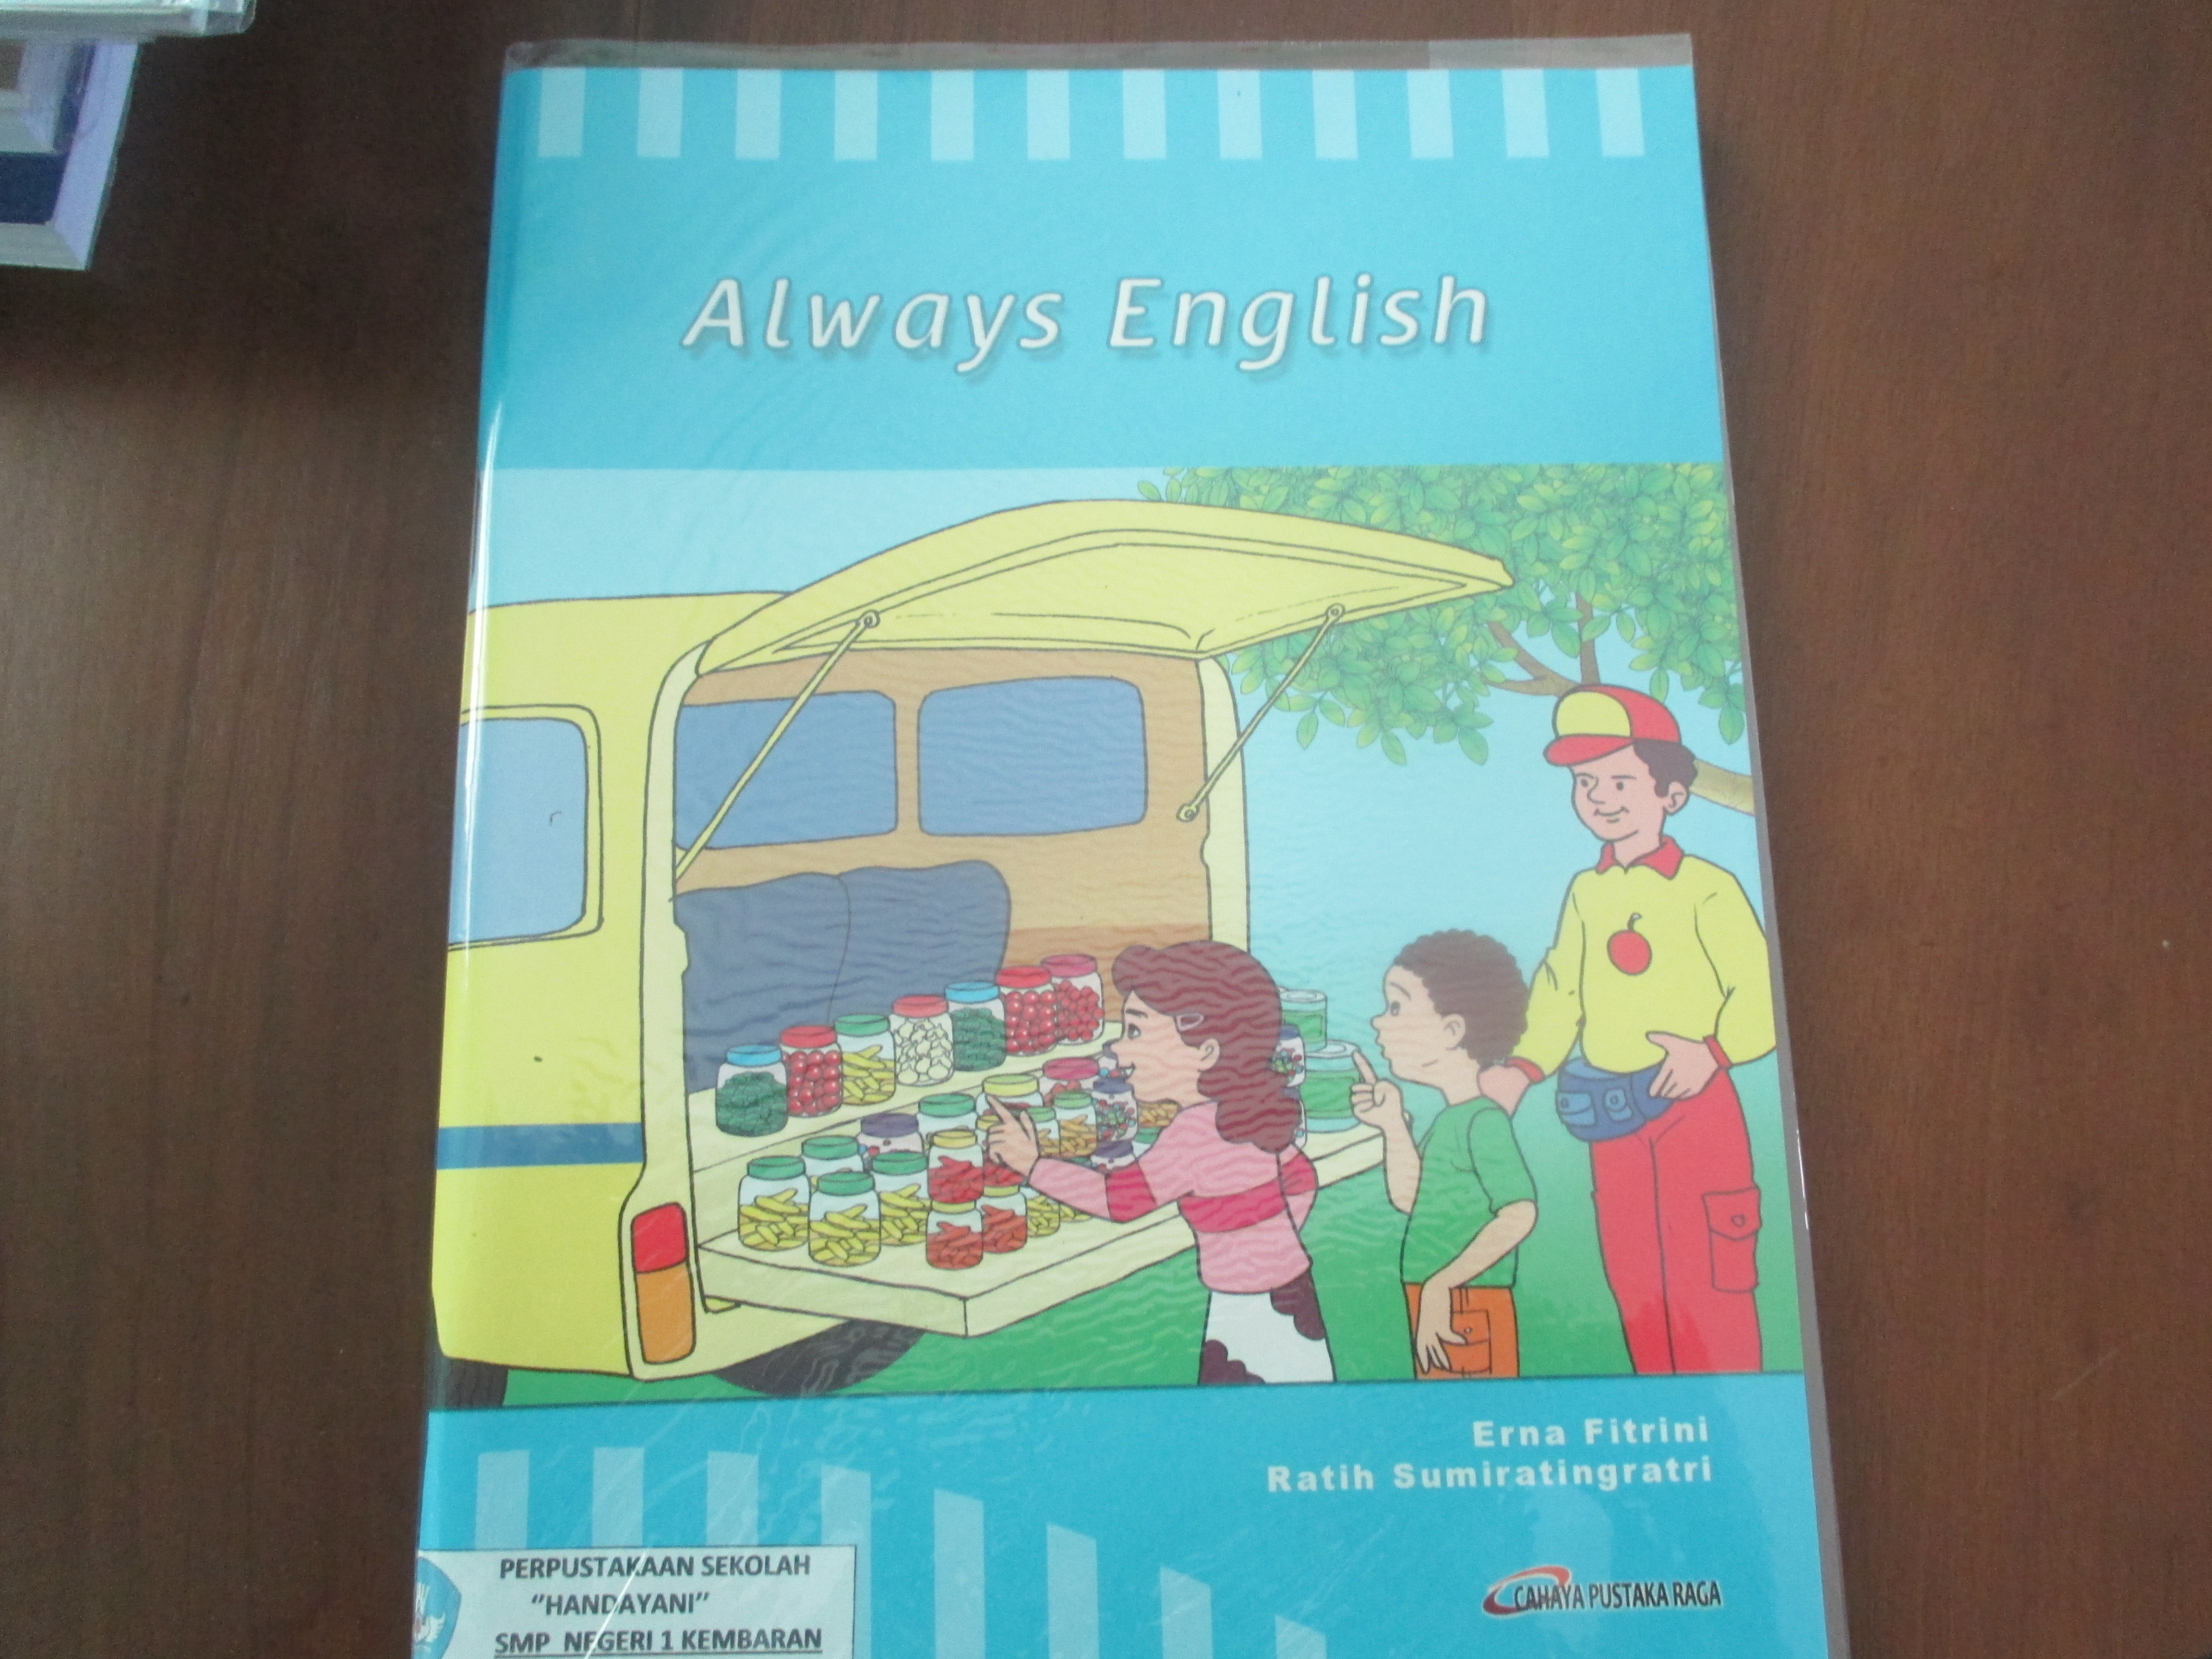 Always English
Erna Fitrini
Ratih Sumiratingratri
CAHAYA PUSTAKA RAGA
PERPUSTAKAAN SEKOLAH
"HANDAYANI"
SMP NEGERI 1 KEMBARAN